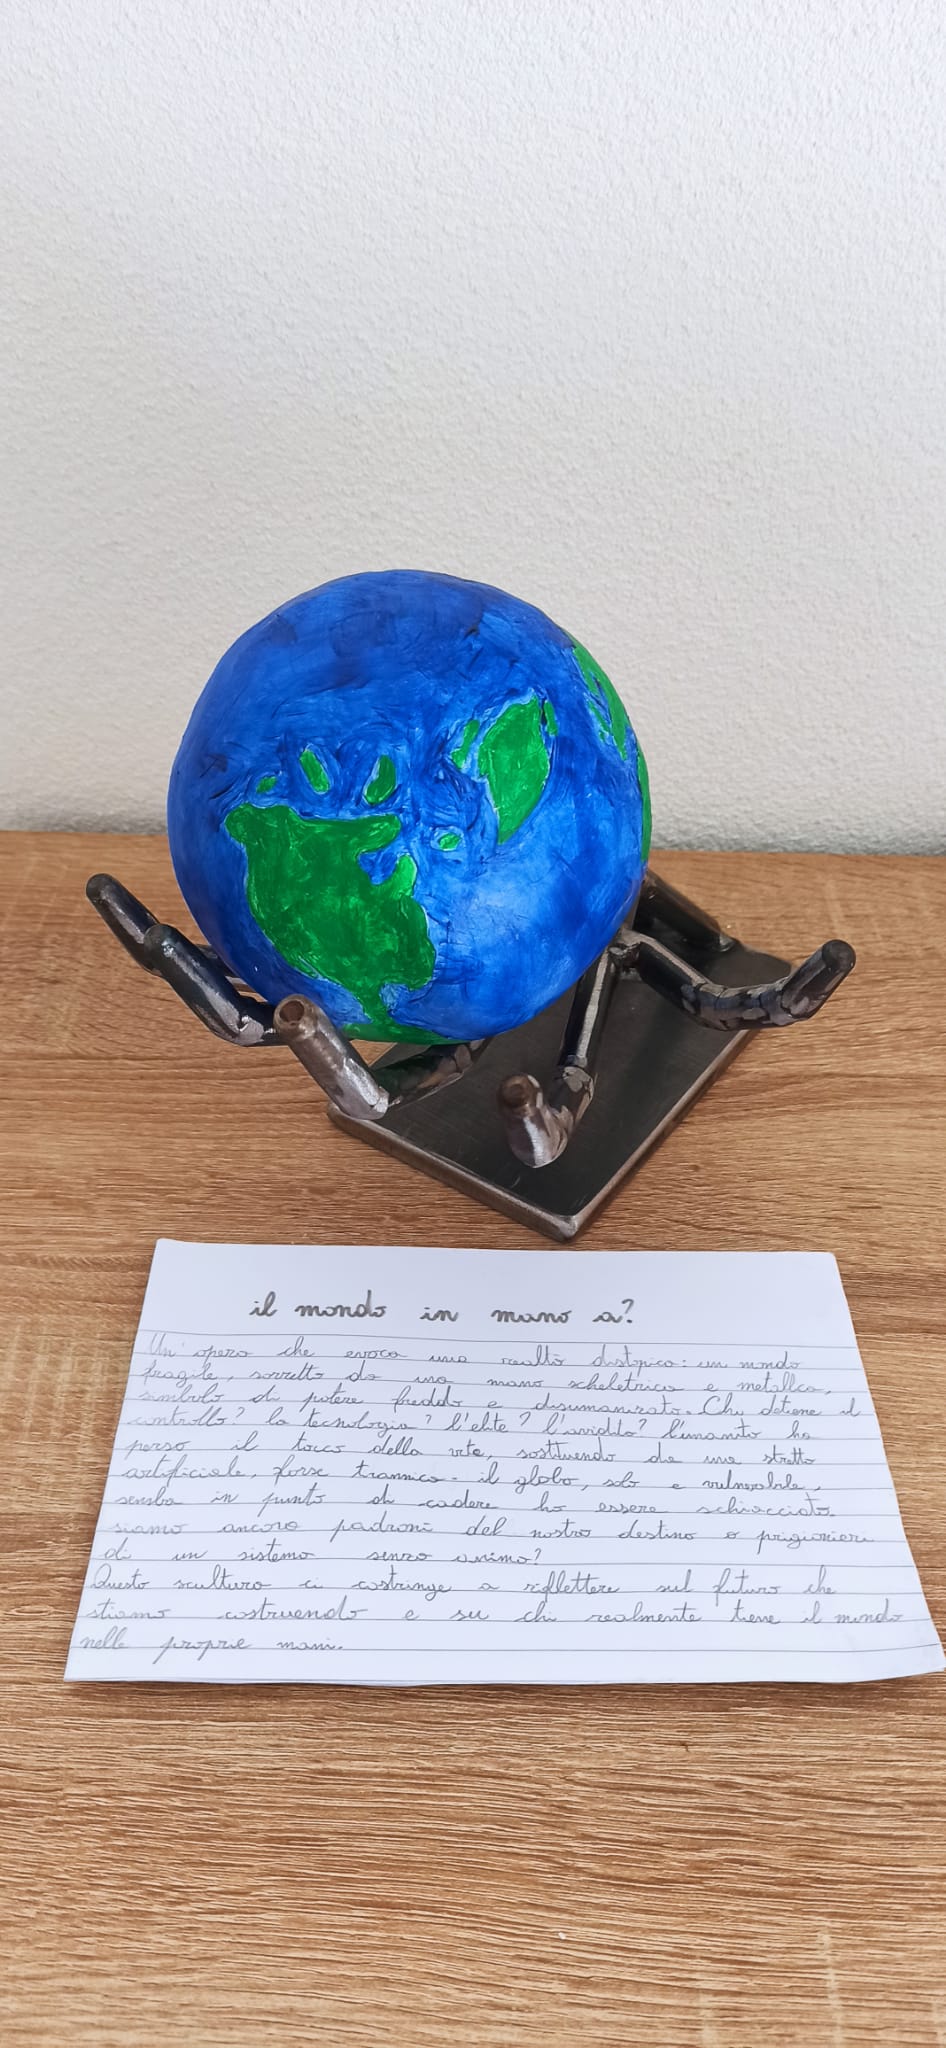 il mondo in mano a?
Un'opera che evoca una realtà distopica: un mondo
fragile, sorretto da una mano scheletrica e metallica,
simbolo di potere freddo e disumanizzato. Chi detiene il
controllo? la tecnologia? l'elite? l'avidità? l'umanità ha
perso il tocco della vita, sostituendo da una stretta
artificiale, forse tirannica. il globo, solo e vulnerabile,
semba in punto di cadere ho essere schiacciato.
siamo ancora padroni del nostro destino o prigionieri
di un sistema senza anima?
Questa scultura ci costringe a riflettere sul futuro che
stiamo costruendo e su chi realmente tiene il mondo
nelle proprie mani.